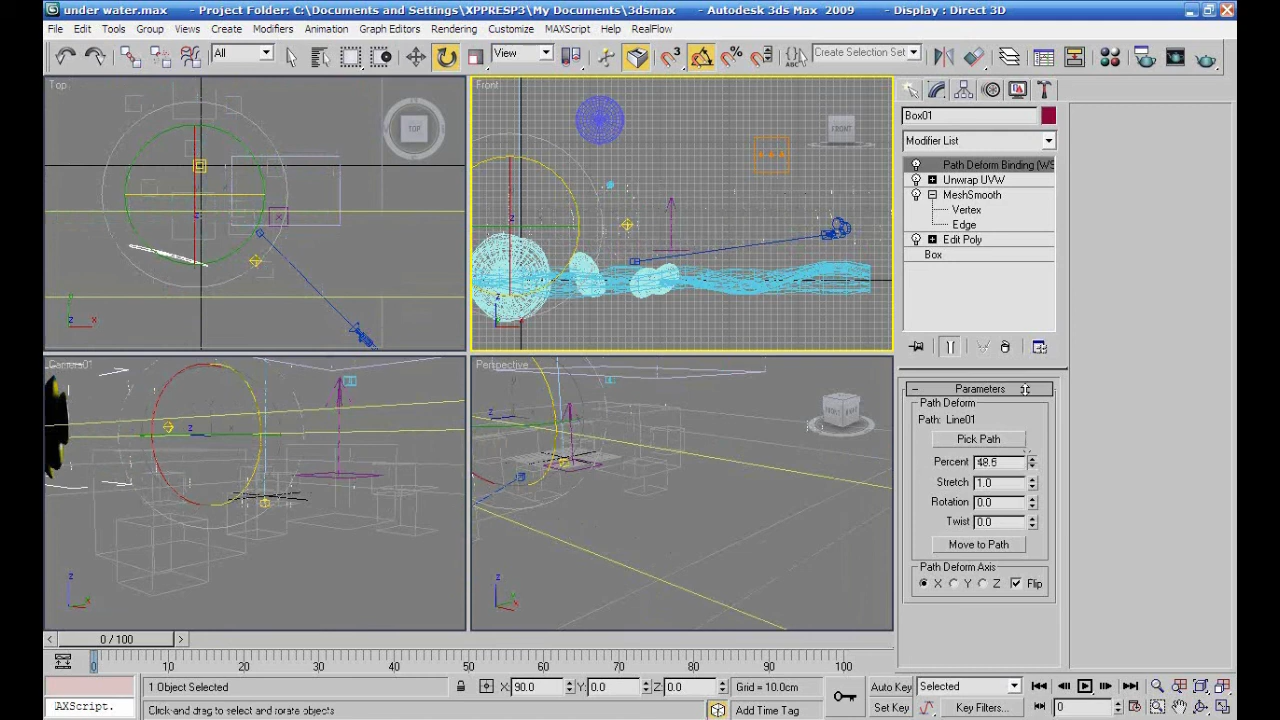 under water.max - Project Folder: C:\Documents and Settings\XPPRESP3\My Documents\3dsmax - Autodesk 3ds Max 2009 - Display : Direct 3D
File Edit Tools Group Views Create Modifiers Animation Graph Editors Rendering Customize MAXScript Help RealFlow
All View 3 % ABC Create Selection Set
Top
TOP
z
x
Front
FRONT
z
Camera01
z
x
Perspective
z
x
Box01
Modifier List
Path Deform Binding (WS
Unwrap UVW
MeshSmooth
Vertex
Edge
Edit Poly
Box
Parameters
Path Deform
Path: Line01
Pick Path
Percent 48.5
Stretch 1.0
Rotation 0.0
Twist 0.0
Move to Path
Path Deform Axis
X Y Z Flip
0 / 100
0 10 20 30 40 50 60 70 80 90 100
1 Object Selected X: 90.0 Y: 0.0 Z: 0.0 Grid = 10.0cm Auto Key Selected
AXScript. Click-and-drag to select and rotate objects Add Time Tag Set Key Key Filters... 0